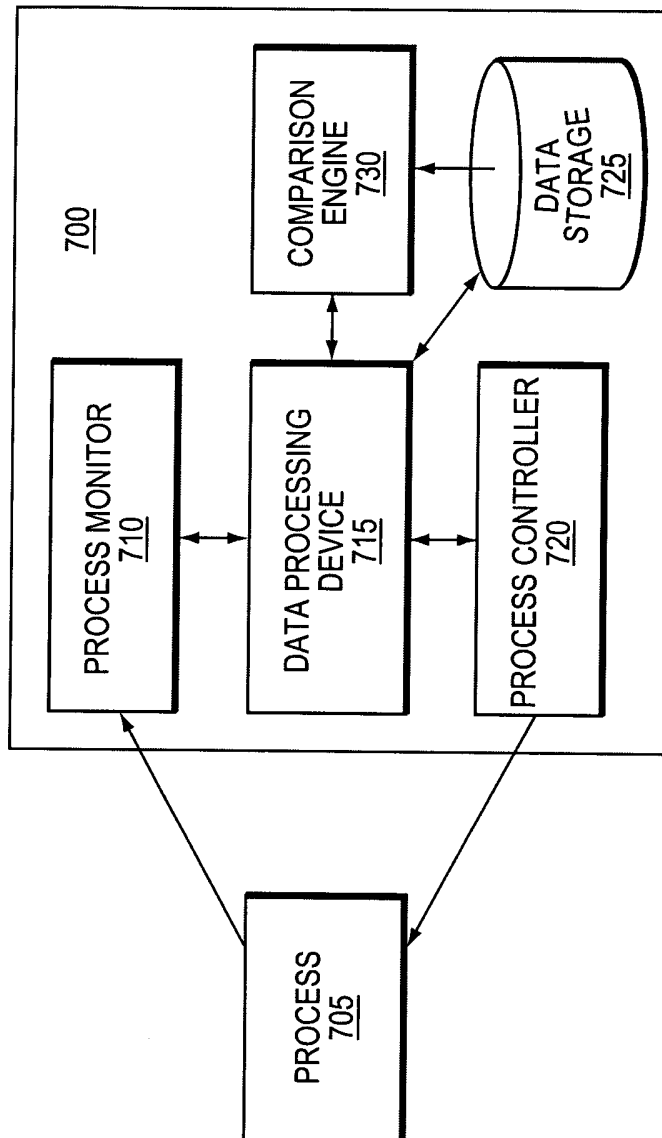 700
PROCESS MONITOR
710
COMPARISON
ENGINE
730
PROCESS
705
DATA PROCESSING
DEVICE
715
PROCESS CONTROLLER
720
DATA
STORAGE
725